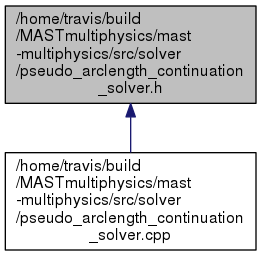 /home/travis/build
/MASTmultiphysics/mast
-multiphysics/src/solver
/pseudo_arclength_continuation
_solver.h
/home/travis/build
/MASTmultiphysics/mast
-multiphysics/src/solver
/pseudo_arclength_continuation
_solver.cpp